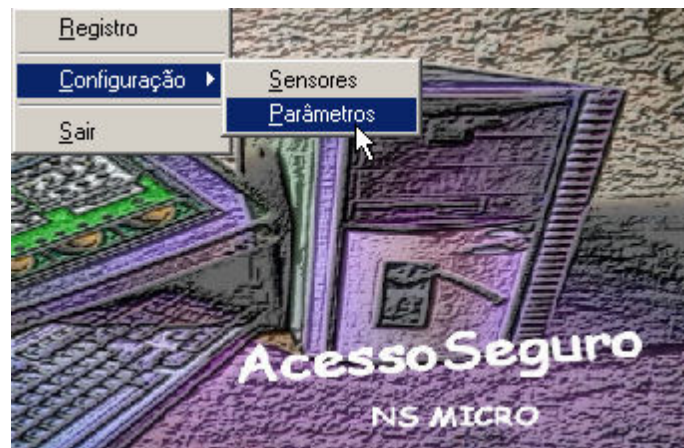 Registro
Configuração
Sensores
Parâmetros
Sair
AcessoSeguro
NS MICRO